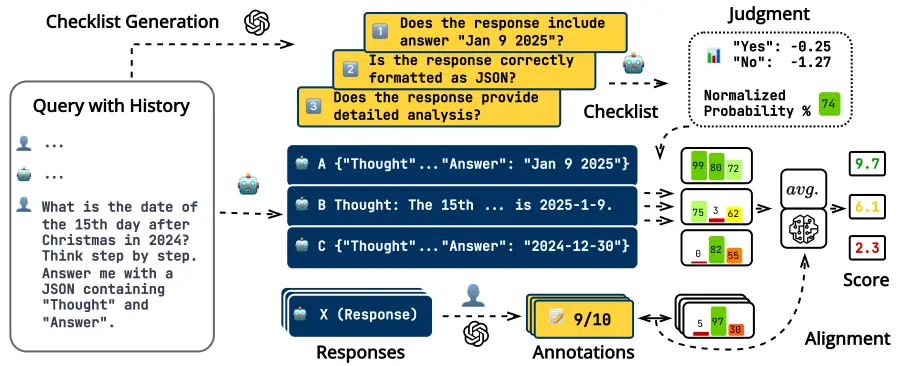 Checklist Generation
Query with History
...
...
What is the date of
the 15th day after
Christmas in 2024?
Think step by step.
Answer me with a
JSON containing
"Thought" and
"Answer".
1 Does the response include
answer "Jan 9 2025"?
2 Is the response correctly
formatted as JSON?
3 Does the response provide
detailed analysis?
Checklist
Judgment
"Yes": -0.25
"No": -1.27
Normalized
Probability % 74
A {"Thought"..."Answer": "Jan 9 2025"}
B Thought: The 15th ... is 2025-1-9.
C {"Thought"..."Answer": "2024-12-30"}
99 80 72
75 3 62
0 82 55
avg.
9.7
6.1
2.3
Score
X (Response)
Responses
9/10
Annotations
5 97 30
Alignment